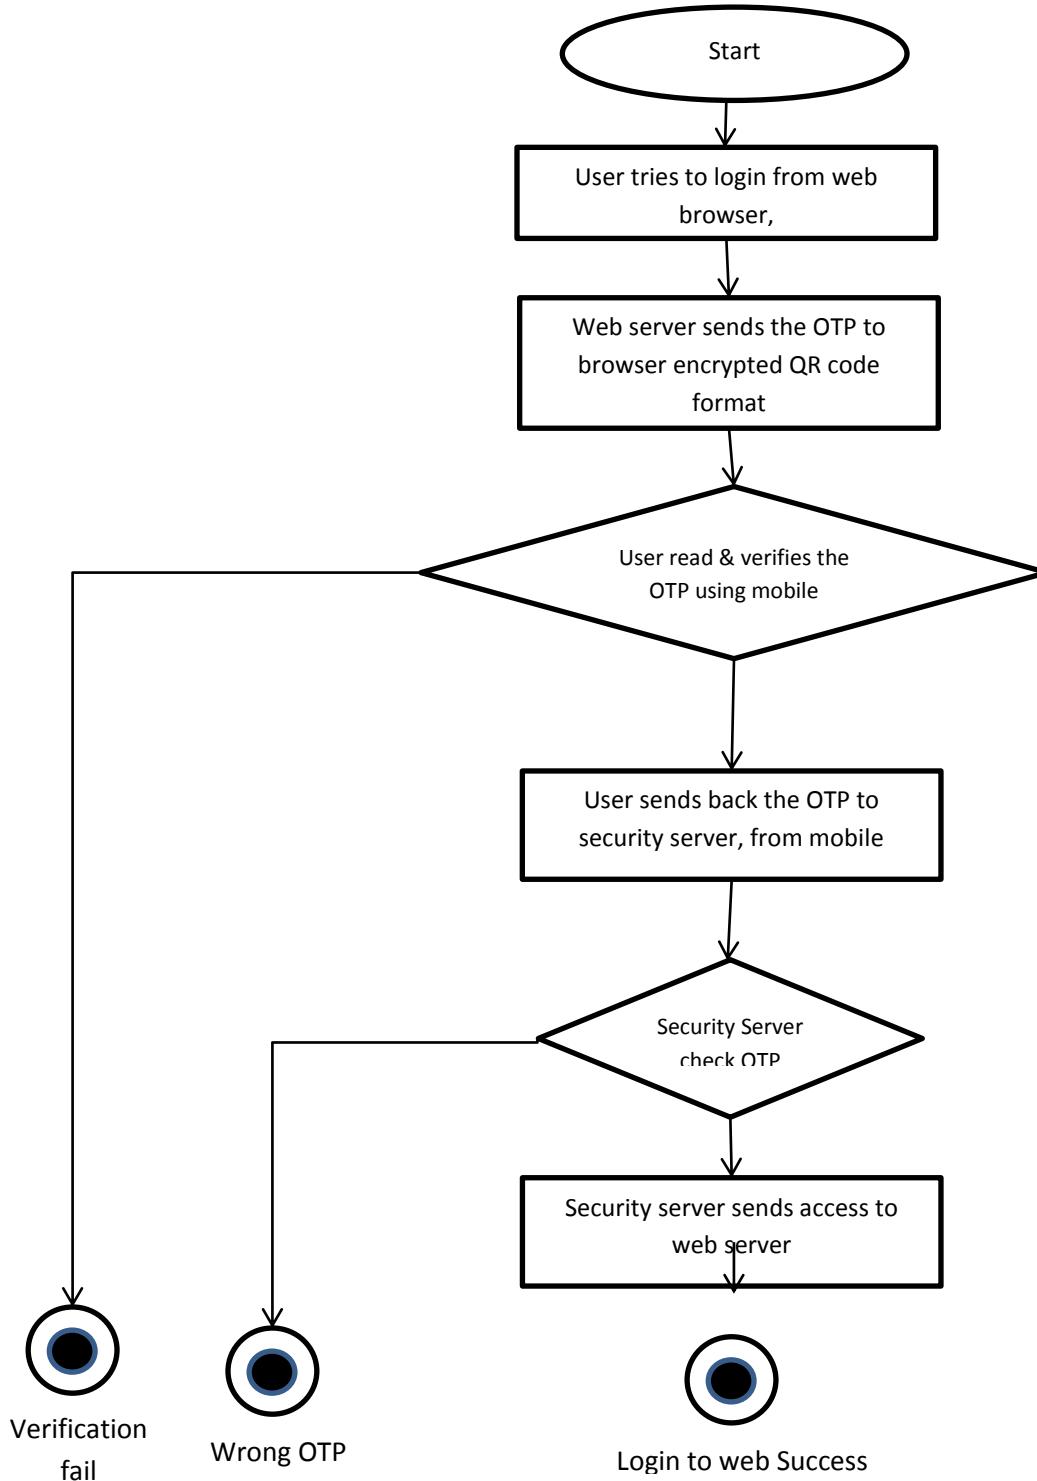 Start
User tries to login from web
browser,
Web server sends the OTP to
browser encrypted QR code
format
User read & verifies the
OTP using mobile
User sends back the OTP to
security server, from mobile
Security Server
check OTP
Security server sends access to
web server
Verification
fail
Wrong OTP
Login to web Success